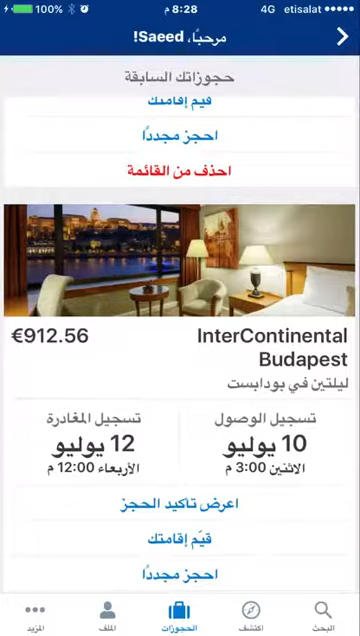 100% 8:28 م 4G etisalat
مرحبًا، Saeed!
حجوزاتك السابقة
قيّم إقامتك
احجز مجددًا
احذف من القائمة
InterContinental €912.56
Budapest
ليلتين في بودابست
تسجيل الوصول تسجيل المغادرة
10 يوليو 12 يوليو
الاثنين 3:00 م الأربعاء 12:00 م
اعرض تأكيد الحجز
قيّم إقامتك
احجز مجددًا
البحث اكتشف الحجوزات الملف المزيد